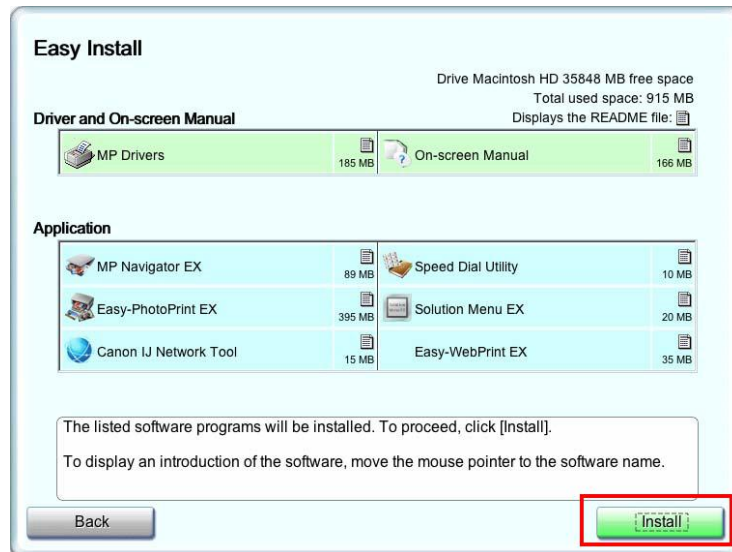 Easy Install
Drive Macintosh HD 35848 MB free space
Total used space: 915 MB
Driver and On-screen Manual
Displays the README file:
MP Drivers
185 MB
On-screen Manual
166 MB
Application
MP Navigator EX
89 MB
Speed Dial Utility
10 MB
Easy-PhotoPrint EX
395 MB
Solution Menu EX
20 MB
Canon IJ Network Tool
15 MB
Easy-WebPrint EX
35 MB
The listed software programs will be installed. To proceed, click [Install].
To display an introduction of the software, move the mouse pointer to the software name.
Back
Install